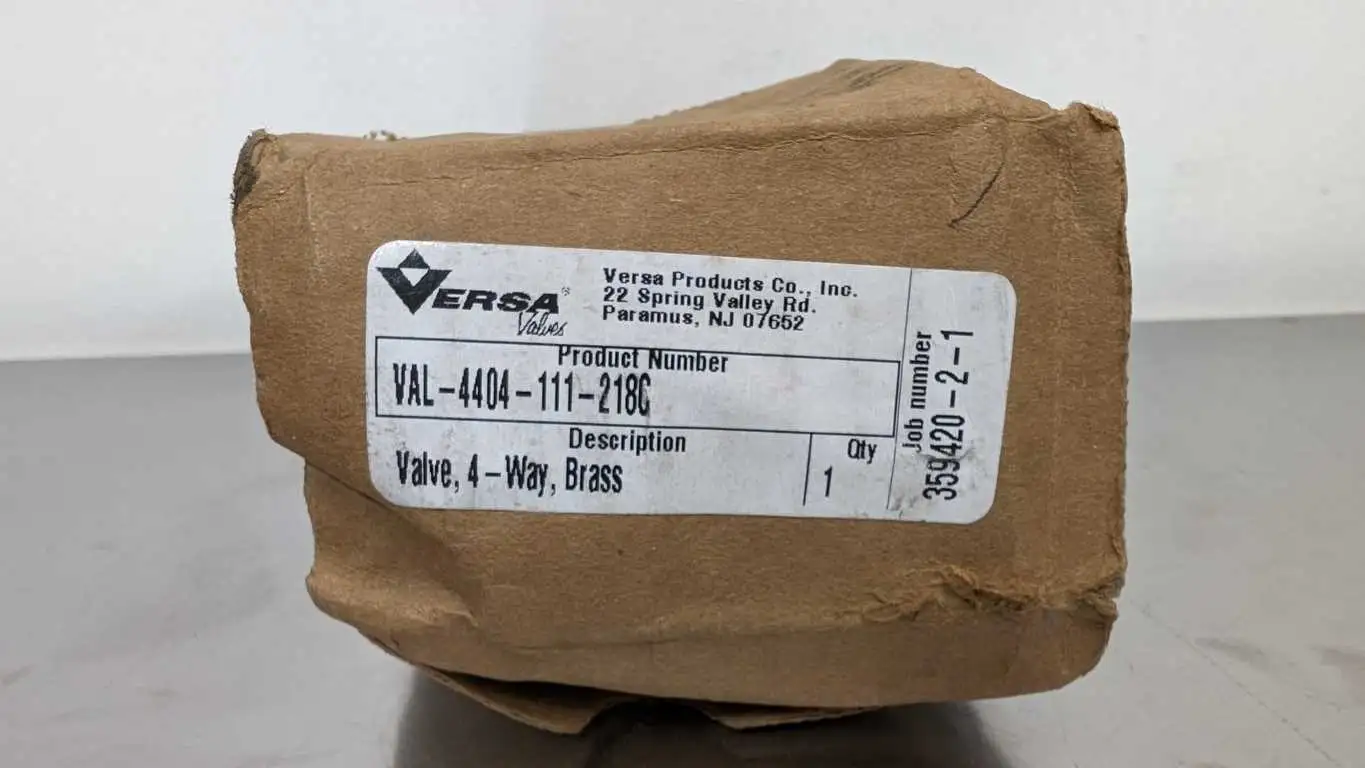 VERSA®
Valves
Versa Products Co., Inc.
22 Spring Valley Rd.
Paramus, NJ 07652
Product Number
VAL-4404-111-218C
Description
Valve, 4-Way, Brass
Qty
1
Job number
359420-2-1